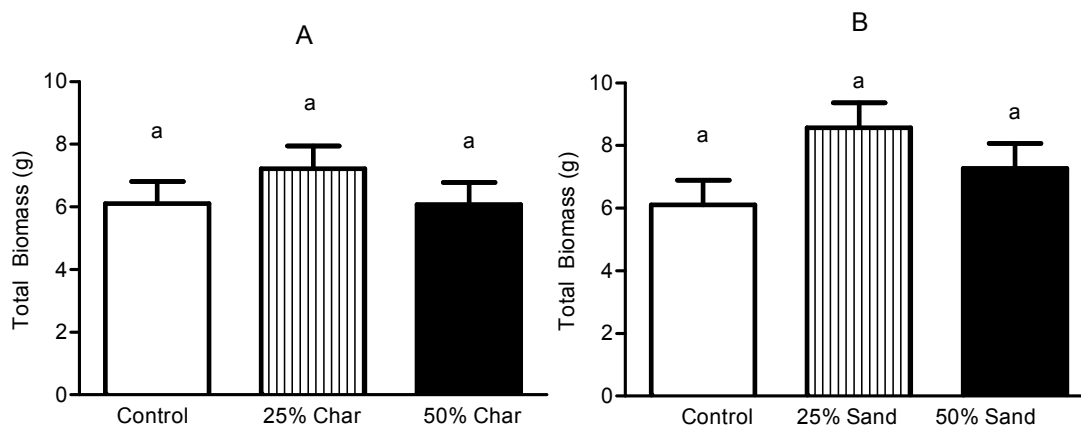 A
Total Biomass (g)
10
8
6
4
2
0
a
a
a
Control
25% Char
50% Char
B
Total Biomass (g)
10
8
6
4
2
0
a
a
a
Control
25% Sand
50% Sand